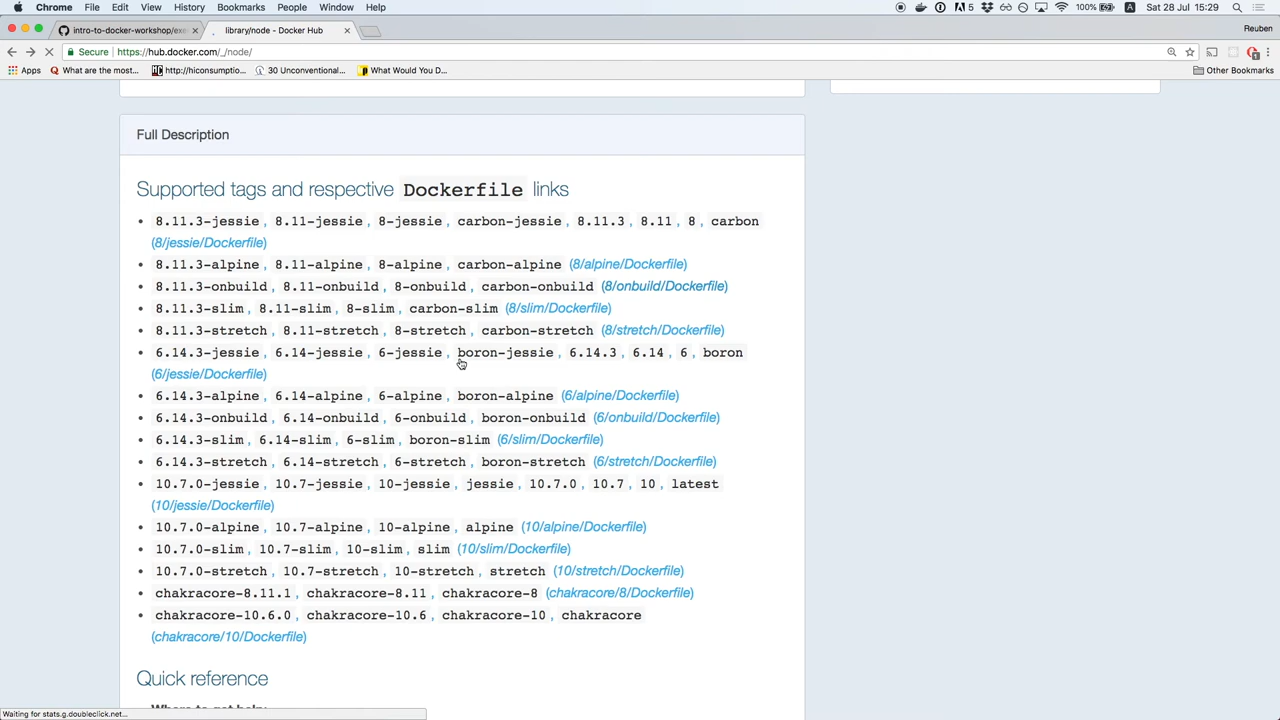 Chrome File Edit View History Bookmarks People Window Help 5 100% A Sat 28 Jul 15:29
intro-to-docker-workshop/exe library/node - Docker Hub Reuben
Secure https://hub.docker.com/_/node/
Apps What are the most... http://hiconsumptio... 30 Unconventional... What Would You D... Other Bookmarks
Full Description
Supported tags and respective Dockerfile links
8.11.3-jessie, 8.11-jessie, 8-jessie, carbon-jessie, 8.11.3, 8.11, 8, carbon
(8/jessie/Dockerfile)
8.11.3-alpine, 8.11-alpine, 8-alpine, carbon-alpine (8/alpine/Dockerfile)
8.11.3-onbuild, 8.11-onbuild, 8-onbuild, carbon-onbuild (8/onbuild/Dockerfile)
8.11.3-slim, 8.11-slim, 8-slim, carbon-slim (8/slim/Dockerfile)
8.11.3-stretch, 8.11-stretch, 8-stretch, carbon-stretch (8/stretch/Dockerfile)
6.14.3-jessie, 6.14-jessie, 6-jessie, boron-jessie, 6.14.3, 6.14, 6, boron
(6/jessie/Dockerfile)
6.14.3-alpine, 6.14-alpine, 6-alpine, boron-alpine (6/alpine/Dockerfile)
6.14.3-onbuild, 6.14-onbuild, 6-onbuild, boron-onbuild (6/onbuild/Dockerfile)
6.14.3-slim, 6.14-slim, 6-slim, boron-slim (6/slim/Dockerfile)
6.14.3-stretch, 6.14-stretch, 6-stretch, boron-stretch (6/stretch/Dockerfile)
10.7.0-jessie, 10.7-jessie, 10-jessie, jessie, 10.7.0, 10.7, 10, latest
(10/jessie/Dockerfile)
10.7.0-alpine, 10.7-alpine, 10-alpine, alpine (10/alpine/Dockerfile)
10.7.0-slim, 10.7-slim, 10-slim, slim (10/slim/Dockerfile)
10.7.0-stretch, 10.7-stretch, 10-stretch, stretch (10/stretch/Dockerfile)
chakracore-8.11.1, chakracore-8.11, chakracore-8 (chakracore/8/Dockerfile)
chakracore-10.6.0, chakracore-10.6, chakracore-10, chakracore
(chakracore/10/Dockerfile)
Quick reference
Where to get help:
Waiting for stats.g.doubleclick.net...